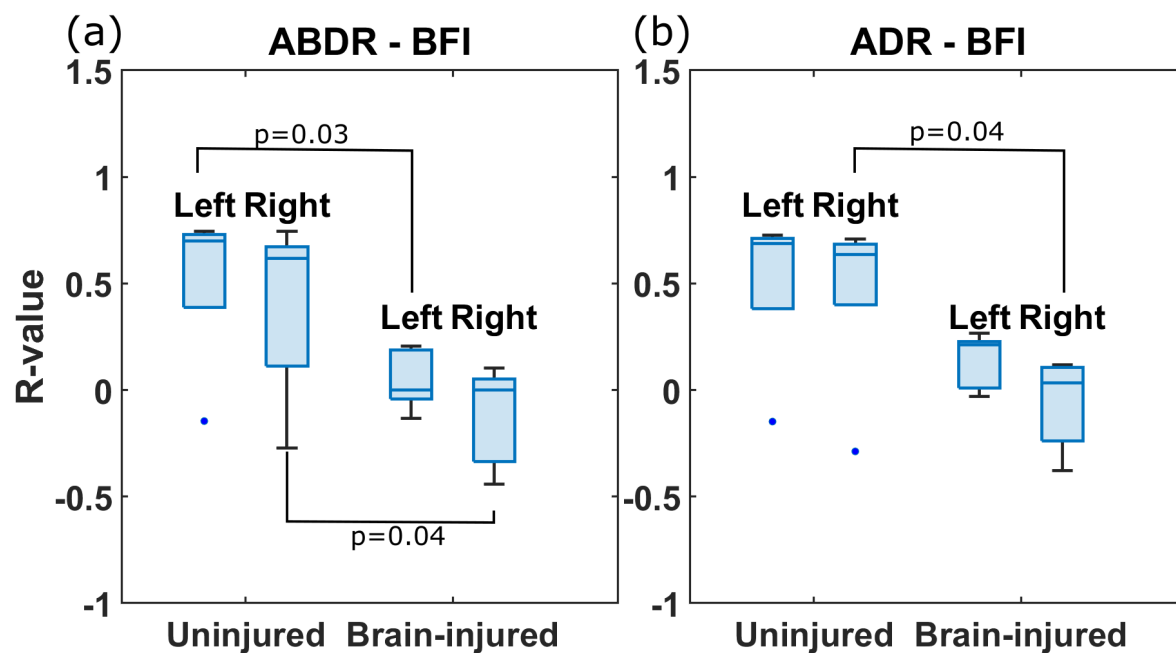 (a)
ABDR - BFI
1.5
1
0.5
0
-0.5
-1
R-value
p=0.03
Left Right
Left Right
p=0.04
Uninjured Brain-injured
(b)
ADR - BFI
1.5
1
0.5
0
-0.5
-1
p=0.04
Left Right
Left Right
Uninjured Brain-injured